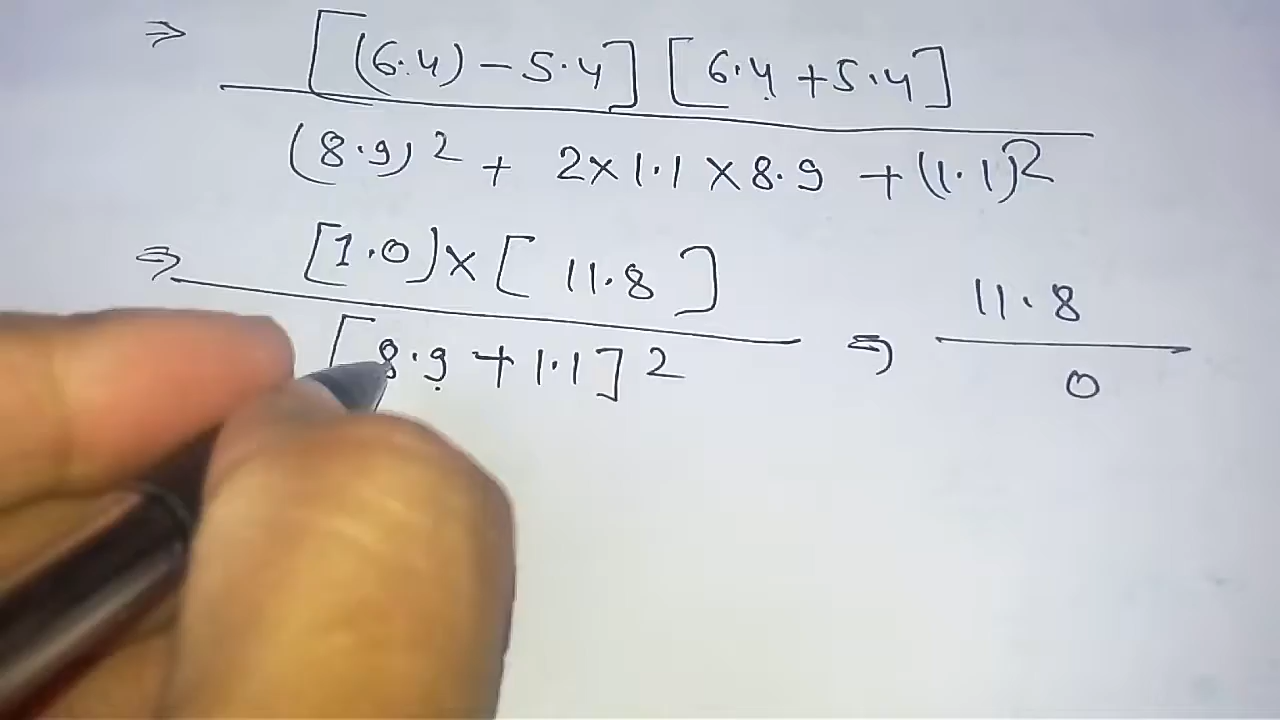 ⇒ [(6.4) - 5.4] [6.4 + 5.4]
(8.9)² + 2×1.1×8.9 + (1.1)²
⇒ [1.0]×[11.8]
[8.9 + 1.1]²
⇒ 11.8
0